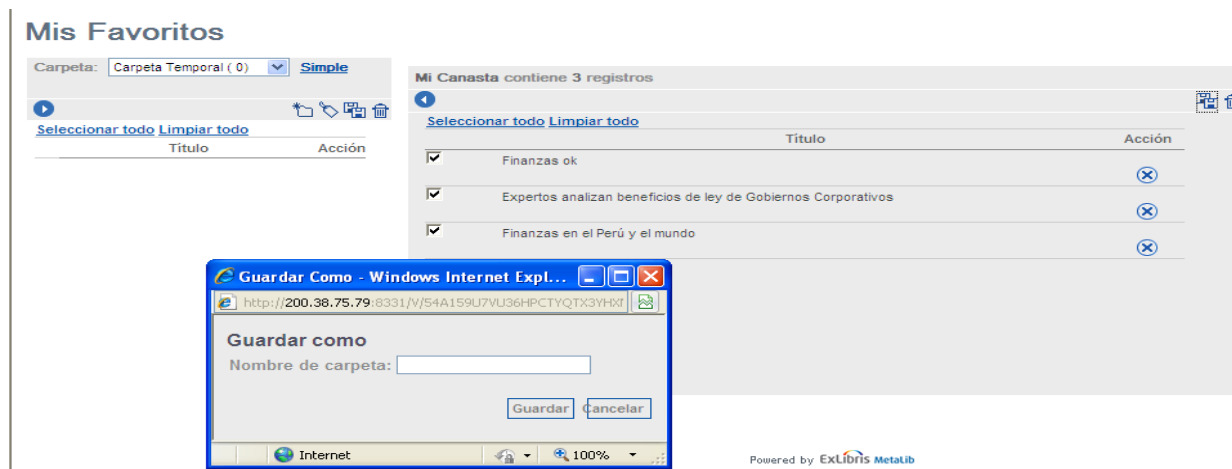 Mis Favoritos
Carpeta: Carpeta Temporal ( 0) Simple
Seleccionar todo Limpiar todo
Título Acción
Mi Canasta contiene 3 registros
Seleccionar todo Limpiar todo
Título Acción
Finanzas ok
Expertos analizan beneficios de ley de Gobiernos Corporativos
Finanzas en el Perú y el mundo
Guardar Como - Windows Internet Expl...
http://200.38.75.79:8331/V/54A159U7VU36HPCTYQTX3YHX
Guardar como
Nombre de carpeta:
Guardar Cancelar
Internet 100%
Powered by ExLibris MetaLib